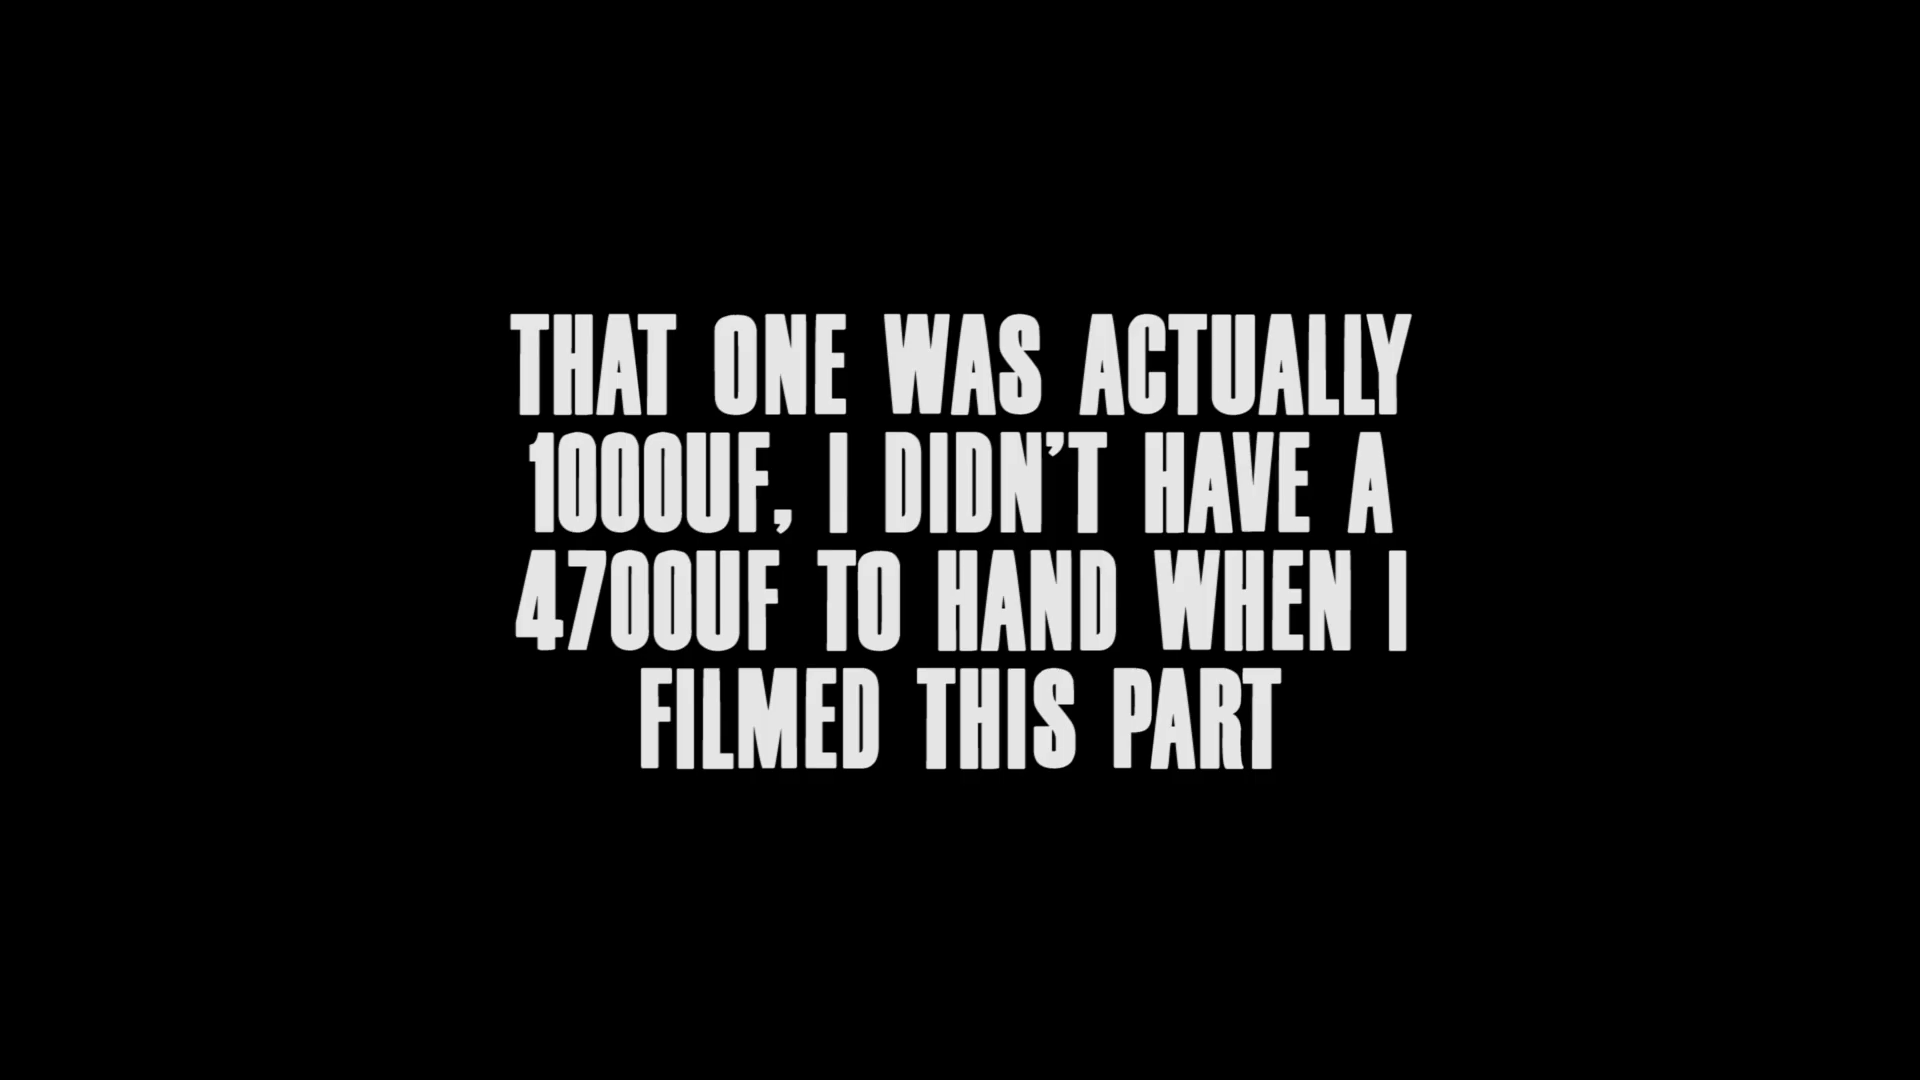 THAT ONE WAS ACTUALLY
1000UF, I DIDN'T HAVE A
4700UF TO HAND WHEN I
FILMED THIS PART